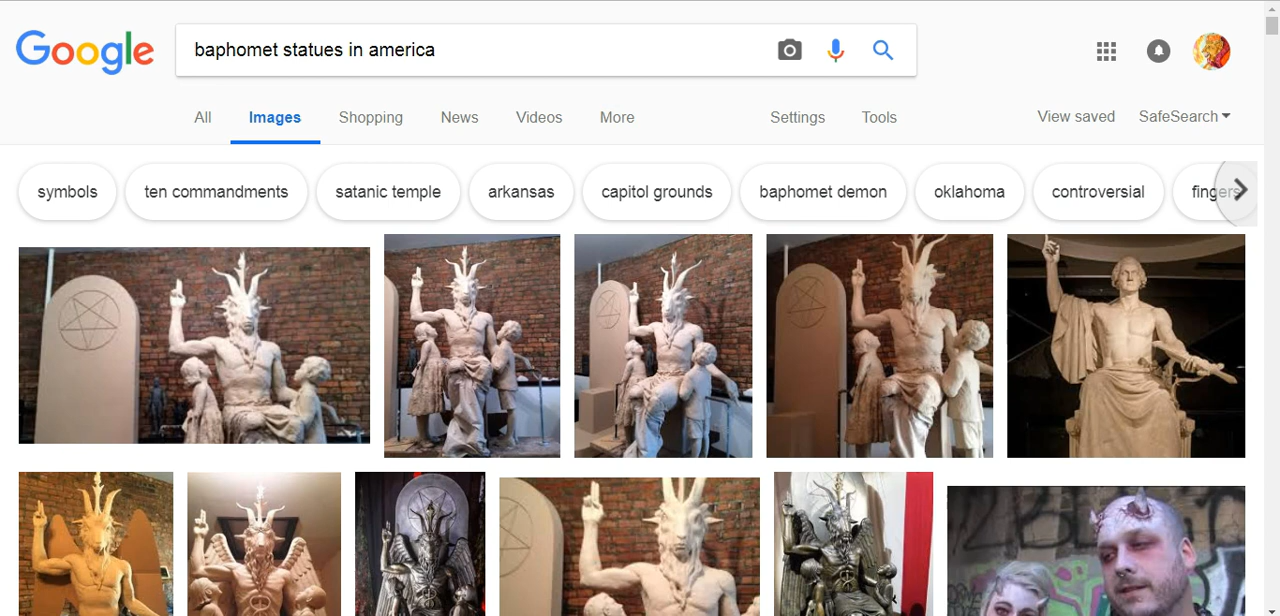 Google
baphomet statues in america
All Images Shopping News Videos More Settings Tools View saved SafeSearch
symbols ten commandments satanic temple arkansas capitol grounds baphomet demon oklahoma controversial fingers